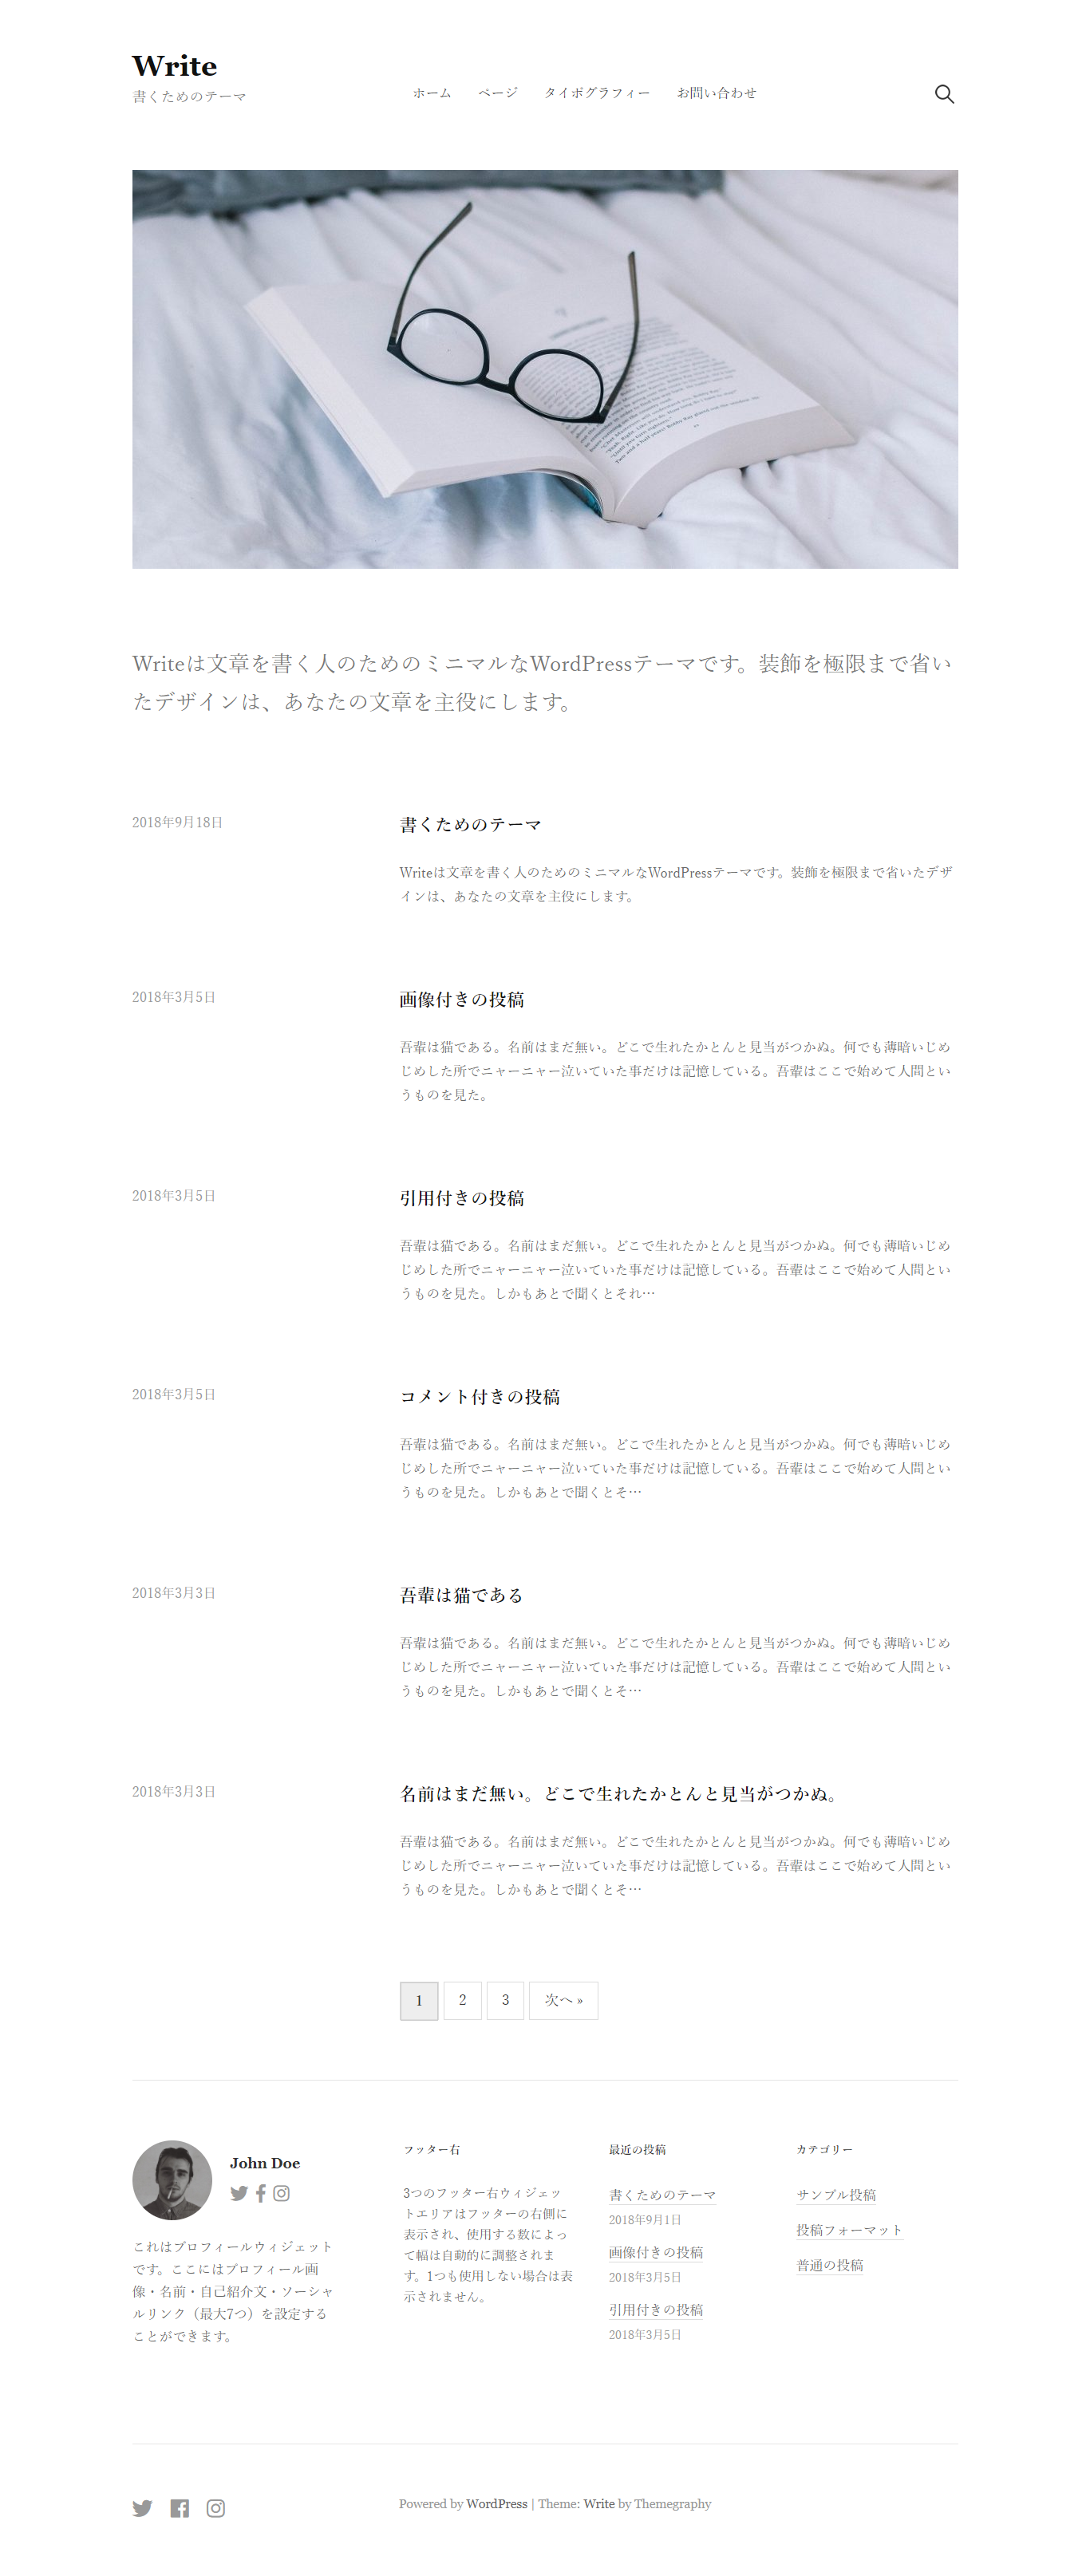 Write
書くためのテーマ
ホーム ページ タイポグラフィー お問い合わせ
Writeは文章を書く人のためのミニマルなWordPressテーマです。装飾を極限まで省い
たデザインは、あなたの文章を主役にします。
2018年9月18日
書くためのテーマ
Writeは文章を書く人のためのミニマルなWordPressテーマです。装飾を極限まで省いたデザ
インは、あなたの文章を主役にします。
2018年3月5日
画像付きの投稿
吾輩は猫である。名前はまだ無い。どこで生れたかとんと見当がつかぬ。何でも薄暗いじめ
じめした所でニャーニャー泣いていた事だけは記憶している。吾輩はここで始めて人間とい
うものを見た。
2018年3月5日
引用付きの投稿
吾輩は猫である。名前はまだ無い。どこで生れたかとんと見当がつかぬ。何でも薄暗いじめ
じめした所でニャーニャー泣いていた事だけは記憶している。吾輩はここで始めて人間とい
うものを見た。しかもあとで聞くとそれ…
2018年3月5日
コメント付きの投稿
吾輩は猫である。名前はまだ無い。どこで生れたかとんと見当がつかぬ。何でも薄暗いじめ
じめした所でニャーニャー泣いていた事だけは記憶している。吾輩はここで始めて人間とい
うものを見た。しかもあとで聞くとそ…
2018年3月3日
吾輩は猫である
吾輩は猫である。名前はまだ無い。どこで生れたかとんと見当がつかぬ。何でも薄暗いじめ
じめした所でニャーニャー泣いていた事だけは記憶している。吾輩はここで始めて人間とい
うものを見た。しかもあとで聞くとそ…
2018年3月3日
名前はまだ無い。どこで生れたかとんと見当がつかぬ。
吾輩は猫である。名前はまだ無い。どこで生れたかとんと見当がつかぬ。何でも薄暗いじめ
じめした所でニャーニャー泣いていた事だけは記憶している。吾輩はここで始めて人間とい
うものを見た。しかもあとで聞くとそ…
1 2 3 次へ »
John Doe
これはプロフィールウィジェット
です。ここにはプロフィール画
像・名前・自己紹介文・ソーシャ
ルリンク（最大7つ）を設定する
ことができます。
フッター右
3つのフッター右ウィジェッ
トエリアはフッターの右側に
表示され、使用する数によっ
て幅は自動的に調整されま
す。1つも使用しない場合は表
示されません。
最近の投稿
書くためのテーマ
2018年9月1日
画像付きの投稿
2018年3月5日
引用付きの投稿
2018年3月5日
カテゴリー
サンプル投稿
投稿フォーマット
普通の投稿
Powered by WordPress | Theme: Write by Themegraphy